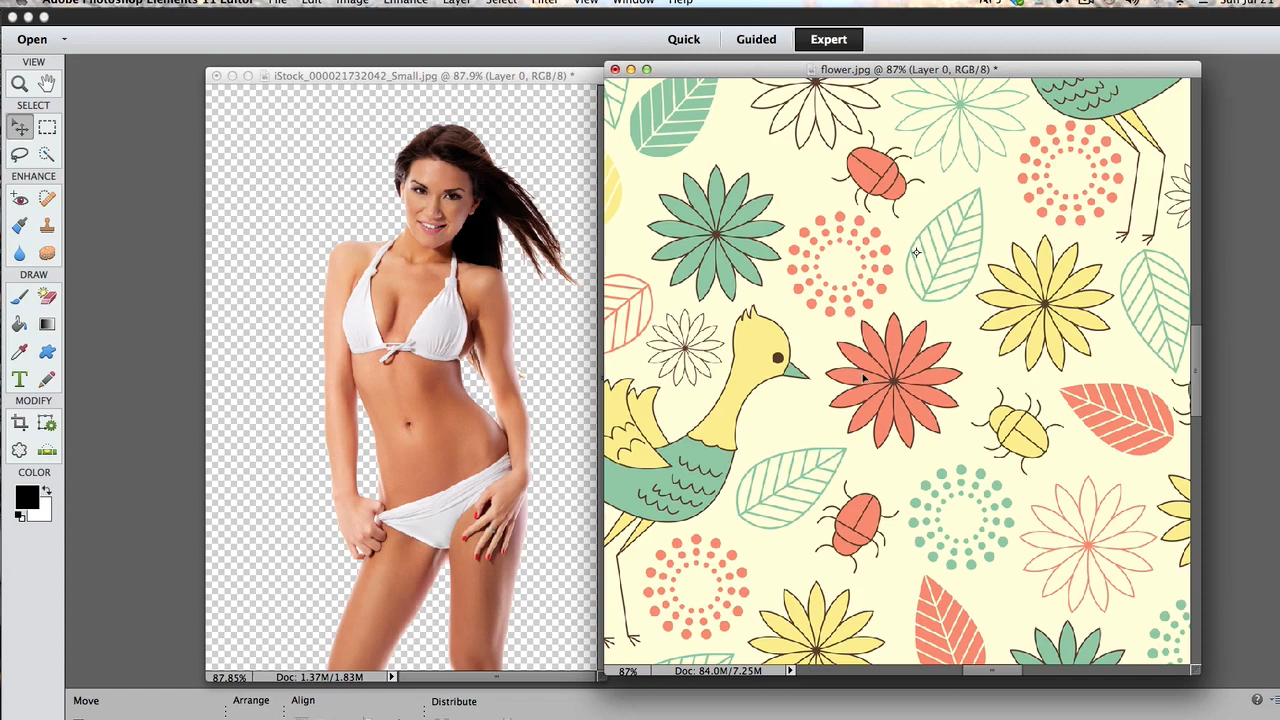 Adobe Photoshop Elements 11 Editor File Edit Image Enhance Layer Select Filter View Window Help
Sun Jul 21
Open
Quick
Guided
Expert
VIEW
SELECT
ENHANCE
DRAW
MODIFY
COLOR
iStock_000021732042_Small.jpg @ 87.9% (Layer 0, RGB/8) *
flower.jpg @ 87% (Layer 0, RGB/8) *
87.85%
Doc: 1.37M/1.83M
87%
Doc: 84.0M/7.25M
Move
Arrange
Align
Distribute